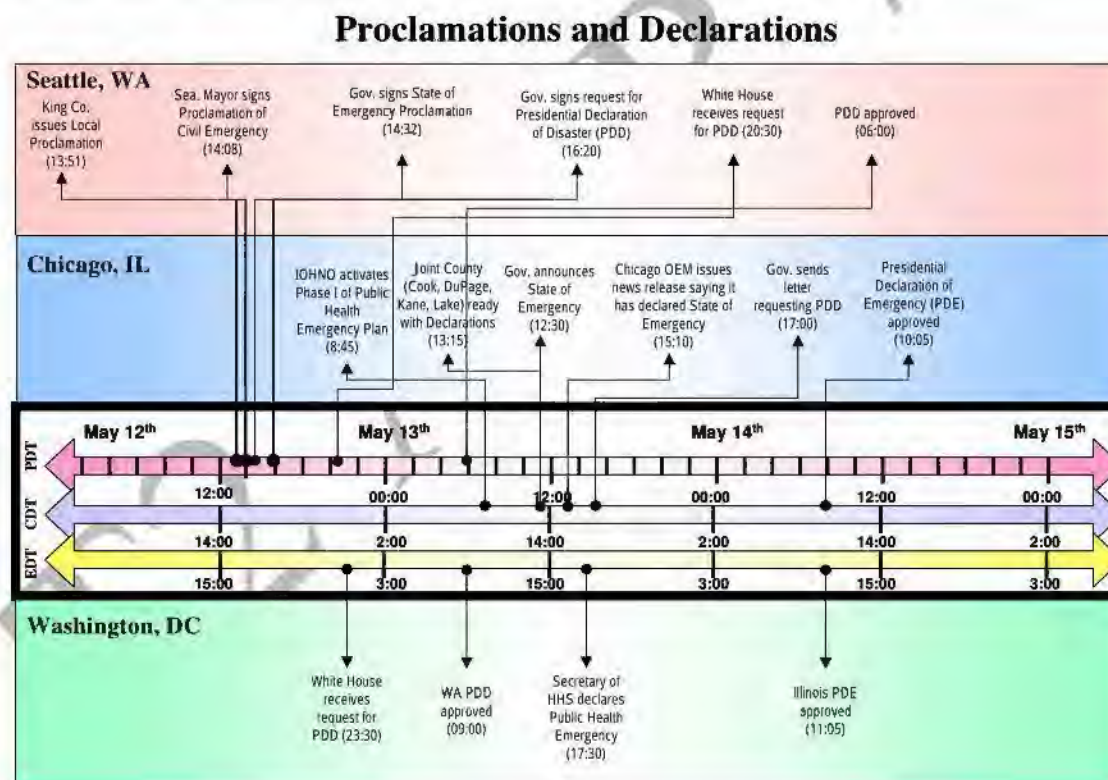 Proclamations and Declarations
Seattle, WA
King Co.
issues Local
Proclamation
(13:51)
Sea. Mayor signs
Proclamation of
Civil Emergency
(14:08)
Gov. signs State of
Emergency Proclamation
(14:32)
Gov. signs request for
Presidential Declaration
of Disaster (PDD)
(16:20)
White House
receives request
for PDD (20:30)
PDD approved
(06:00)
Chicago, IL
IOHNO activates
Phase I of Public
Health
Emergency Plan
(8:45)
Joint County
(Cook, DuPage,
Kane, Lake) ready
with Declarations
(13:15)
Gov. announces
State of
Emergency
(12:30)
Chicago OEM issues
news release saying it
has declared State of
Emergency
(15:10)
Gov. sends
letter
requesting PDD
(17:00)
Presidential
Declaration of
Emergency (PDE)
approved
(10:05)
May 12th May 13th May 14th May 15th
PDT
12:00 00:00 12:00 00:00 12:00 00:00
CDT
14:00 2:00 14:00 2:00 14:00 2:00
EDT
15:00 3:00 15:00 3:00 15:00 3:00
Washington, DC
White House
receives
request for
PDD (23:30)
WA PDD
approved
(09:00)
Secretary of
HHS declares
Public Health
Emergency
(17:30)
Illinois PDE
approved
(11:05)